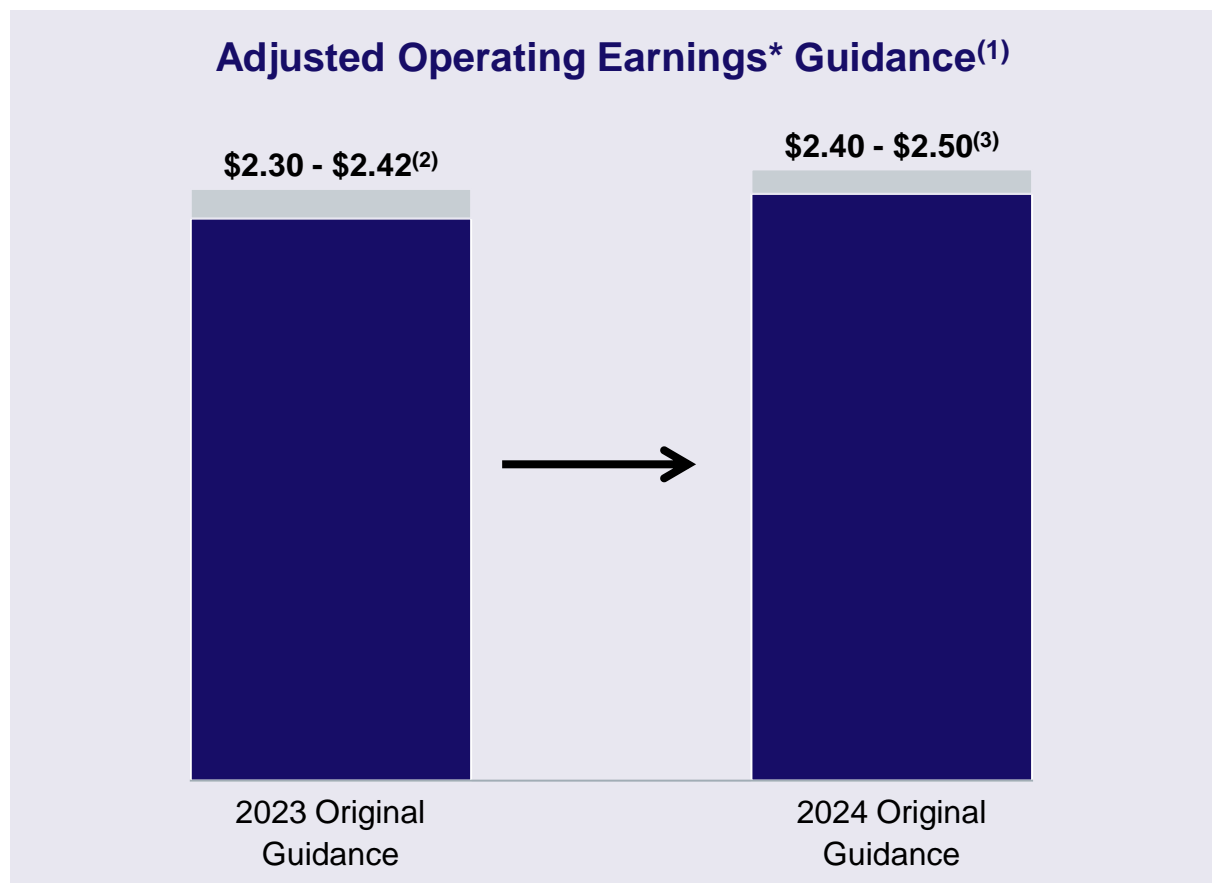 Adjusted Operating Earnings* Guidance(1)
$2.30 - $2.42(2)
$2.40 - $2.50(3)
2023 Original
Guidance
2024 Original
Guidance